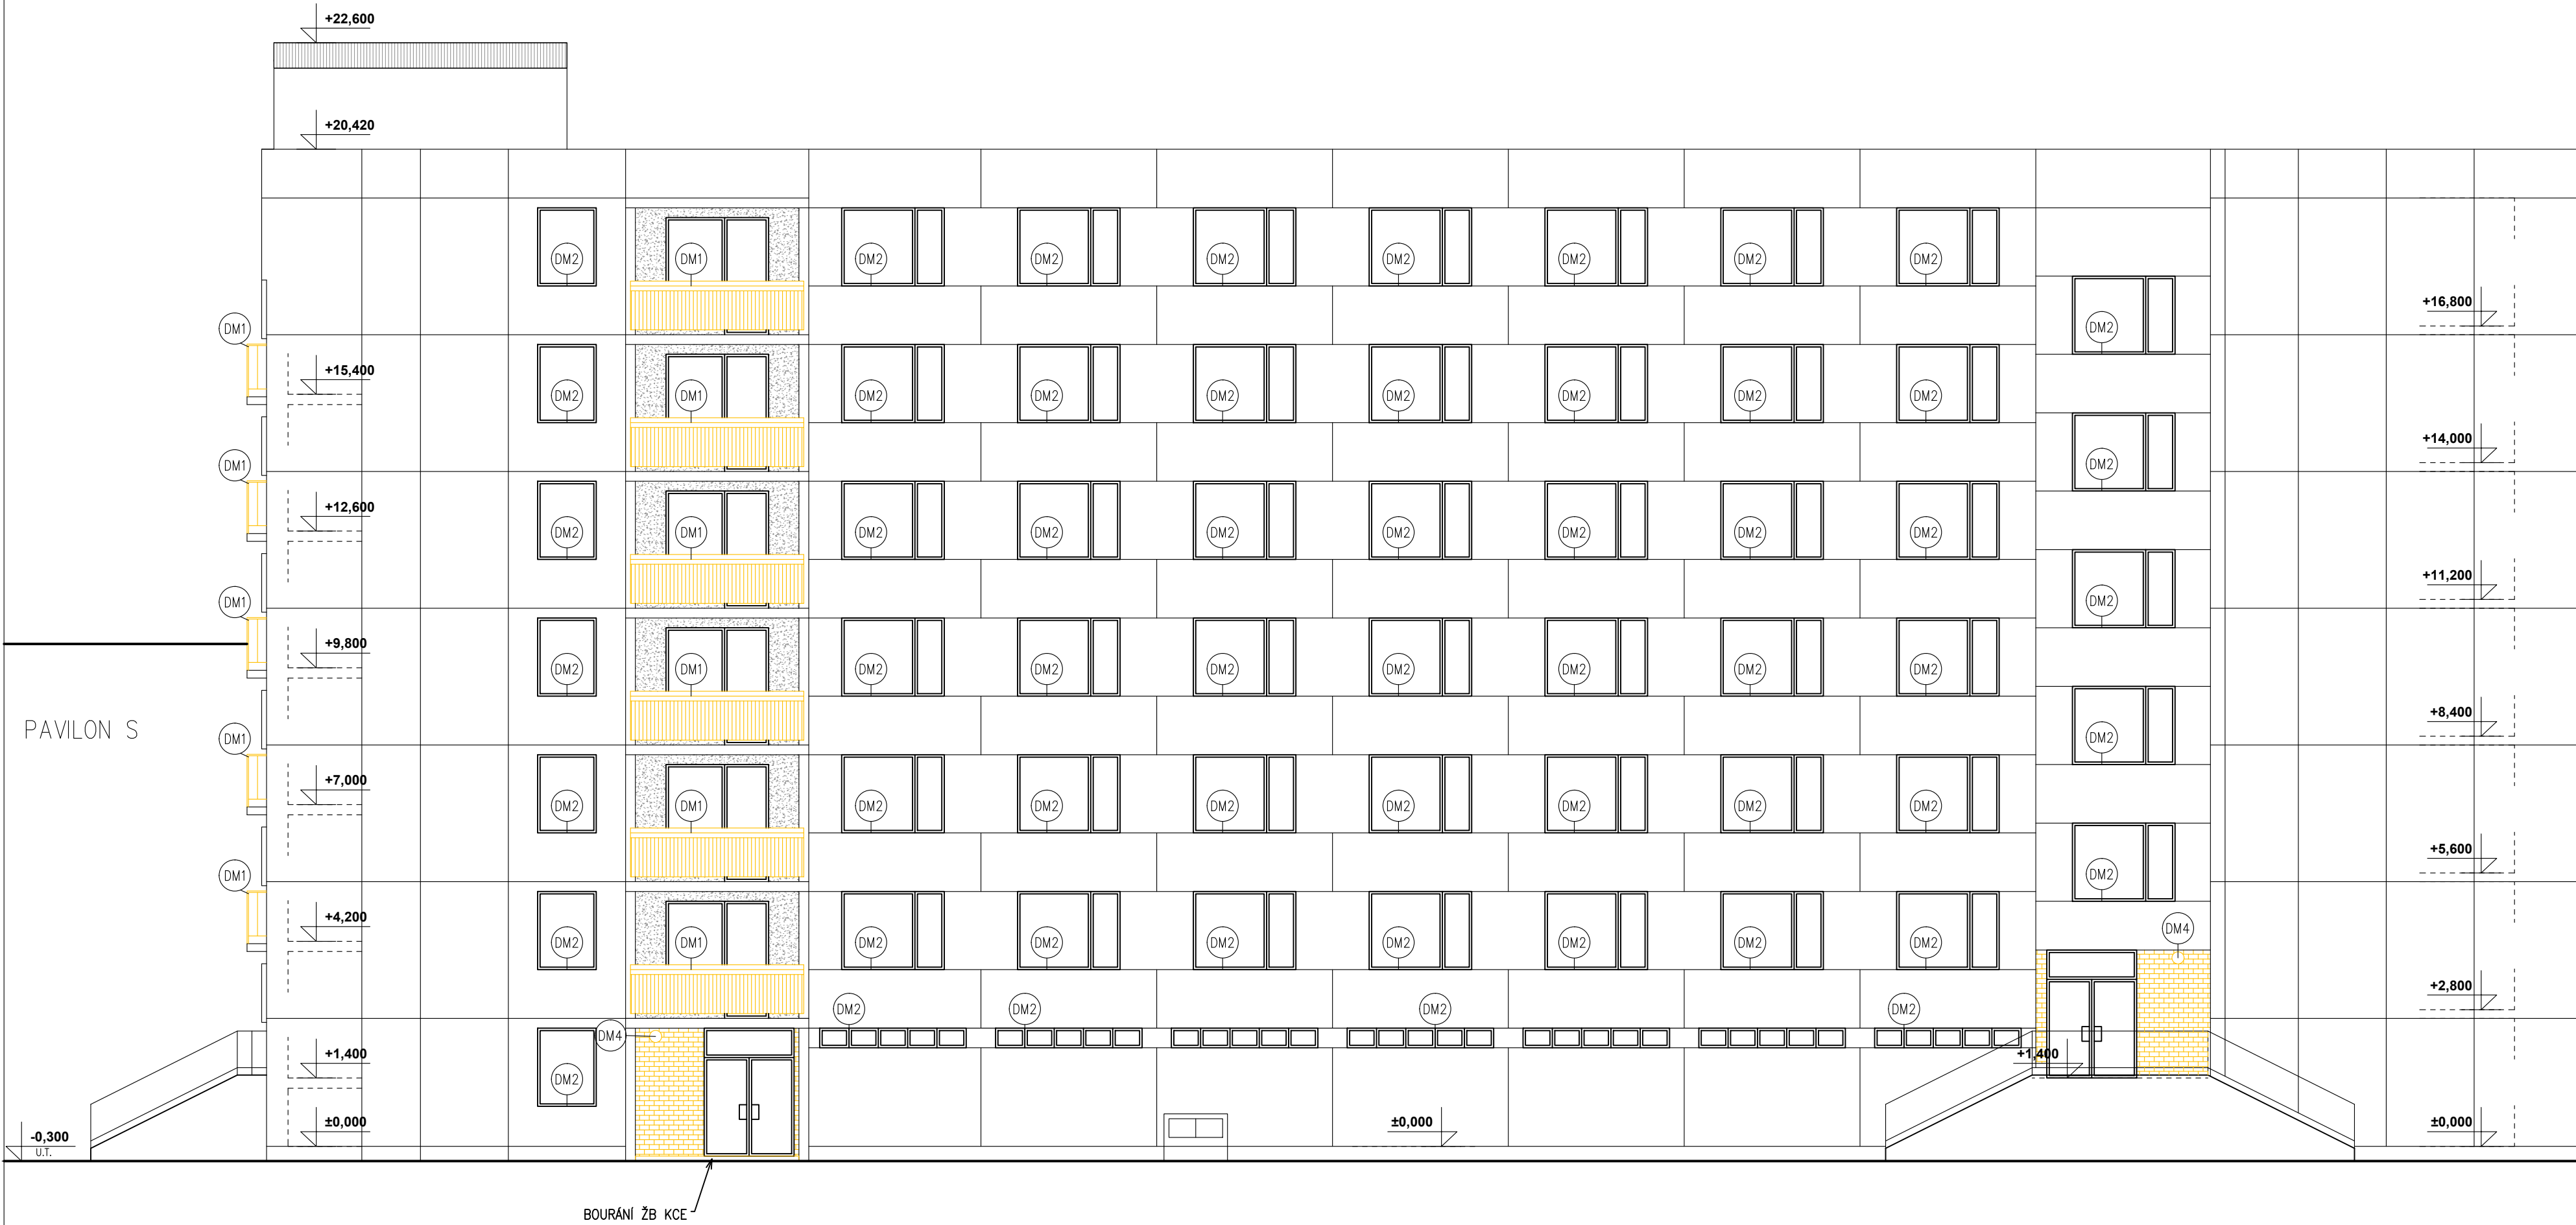 +22,600
+20,420
DM2 DM1 DM2 DM2 DM2 DM2 DM2 DM2 DM2
+16,800
DM1 DM2
+15,400
DM2 DM1 DM2 DM2 DM2 DM2 DM2 DM2 DM2
+14,000
DM1 DM2
+12,600
DM2 DM1 DM2 DM2 DM2 DM2 DM2 DM2 DM2
+11,200
DM1 DM2
+9,800
DM2 DM1 DM2 DM2 DM2 DM2 DM2 DM2 DM2
+8,400
PAVILON S
DM1 DM2
+7,000
DM2 DM1 DM2 DM2 DM2 DM2 DM2 DM2 DM2
+5,600
DM1 DM2
+4,200
DM4
DM2 DM1 DM2 DM2 DM2 DM2 DM2 DM2 DM2
+2,800
DM2 DM2 DM2 DM2
DM4
+1,400 +1,400
DM2
±0,000 ±0,000 ±0,000
-0,300
U.T.
BOURÁNÍ ŽB KCE